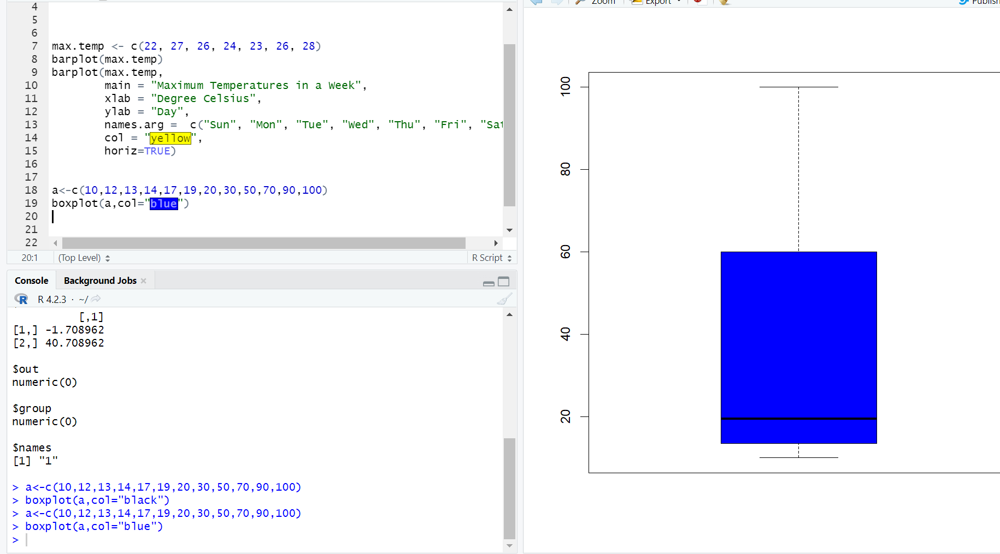 Zoom Export Publish
4
5
6
7 max.temp <- c(22, 27, 26, 24, 23, 26, 28)
8 barplot(max.temp)
9 barplot(max.temp,
10 main = "Maximum Temperatures in a Week",
11 xlab = "Degree Celsius",
12 ylab = "Day",
13 names.arg =  c("Sun", "Mon", "Tue", "Wed", "Thu", "Fri", "Sat
14 col = "yellow",
15 horiz=TRUE)
16
17
18 a<-c(10,12,13,14,17,19,20,30,50,70,90,100)
19 boxplot(a,col="blue")
20
21
22
20:1 (Top Level) R Script
Console Background Jobs
R 4.2.3 · ~/
[,1]
[1,] -1.708962
[2,] 40.708962
$out
numeric(0)
$group
numeric(0)
$names
[1] "1"
> a<-c(10,12,13,14,17,19,20,30,50,70,90,100)
> boxplot(a,col="black")
> a<-c(10,12,13,14,17,19,20,30,50,70,90,100)
> boxplot(a,col="blue")
>
100
80
60
40
20